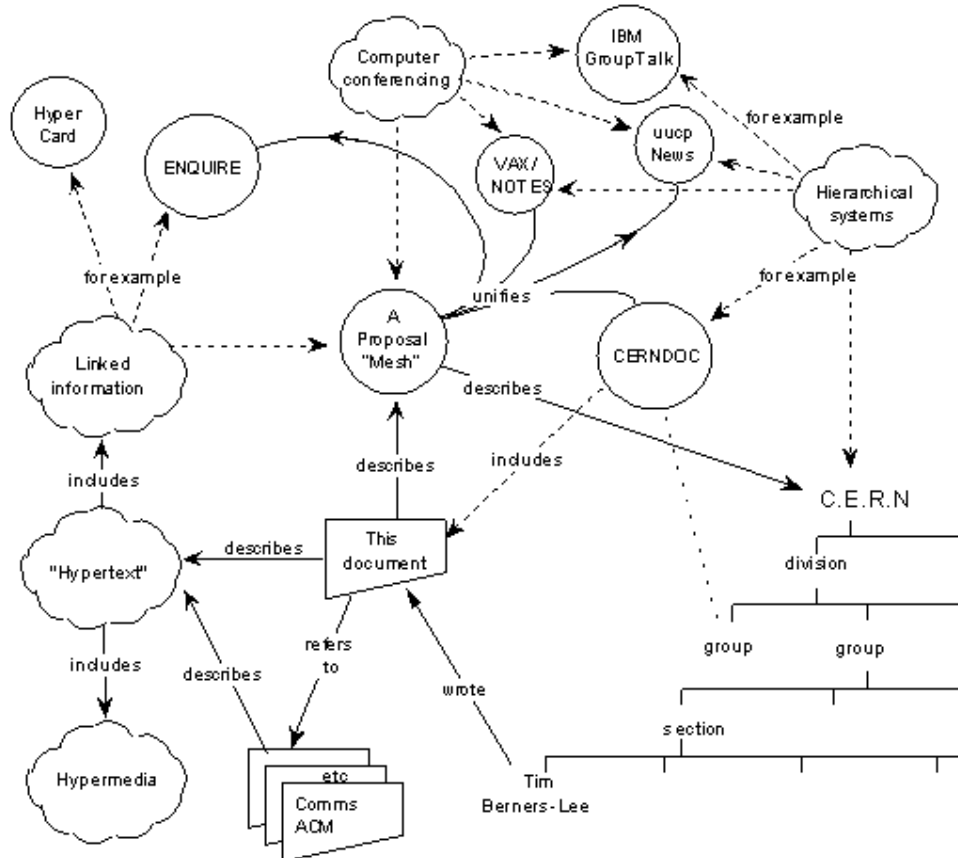 IBM
GroupTalk
Computer
conferencing
Hyper
Card
for example
uucp
News
ENQUIRE
VAX/
NOTES
Hierarchical
systems
for example
for example
unifies
A
Proposal
"Mesh"
CERNDOC
Linked
information
describes
includes
describes
includes
C.E.R.N
This
document
describes
"Hypertext"
division
refers
to
group
group
includes
describes
wrote
section
Hypermedia
etc
Comms
ACM
Tim
Berners-Lee